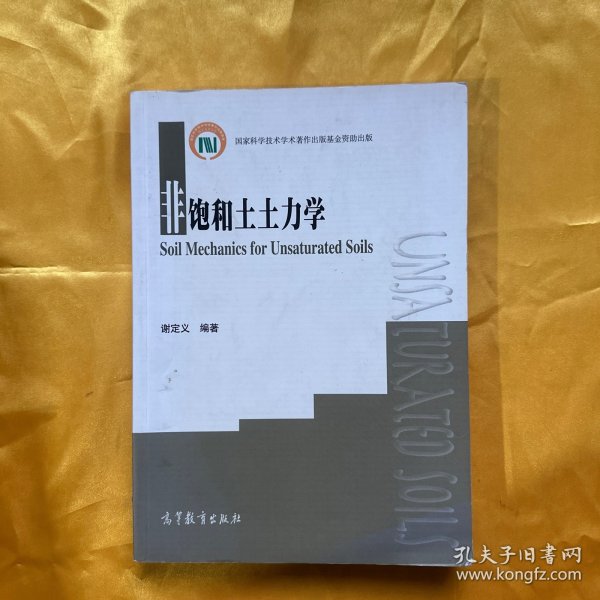 国家科学技术学术著作出版基金资助出版
非饱和土土力学
Soil Mechanics for Unsaturated Soils
UNSATURATED SOILS
谢定义 编著
高等教育出版社
孔夫子旧书网
www.kongfz.com